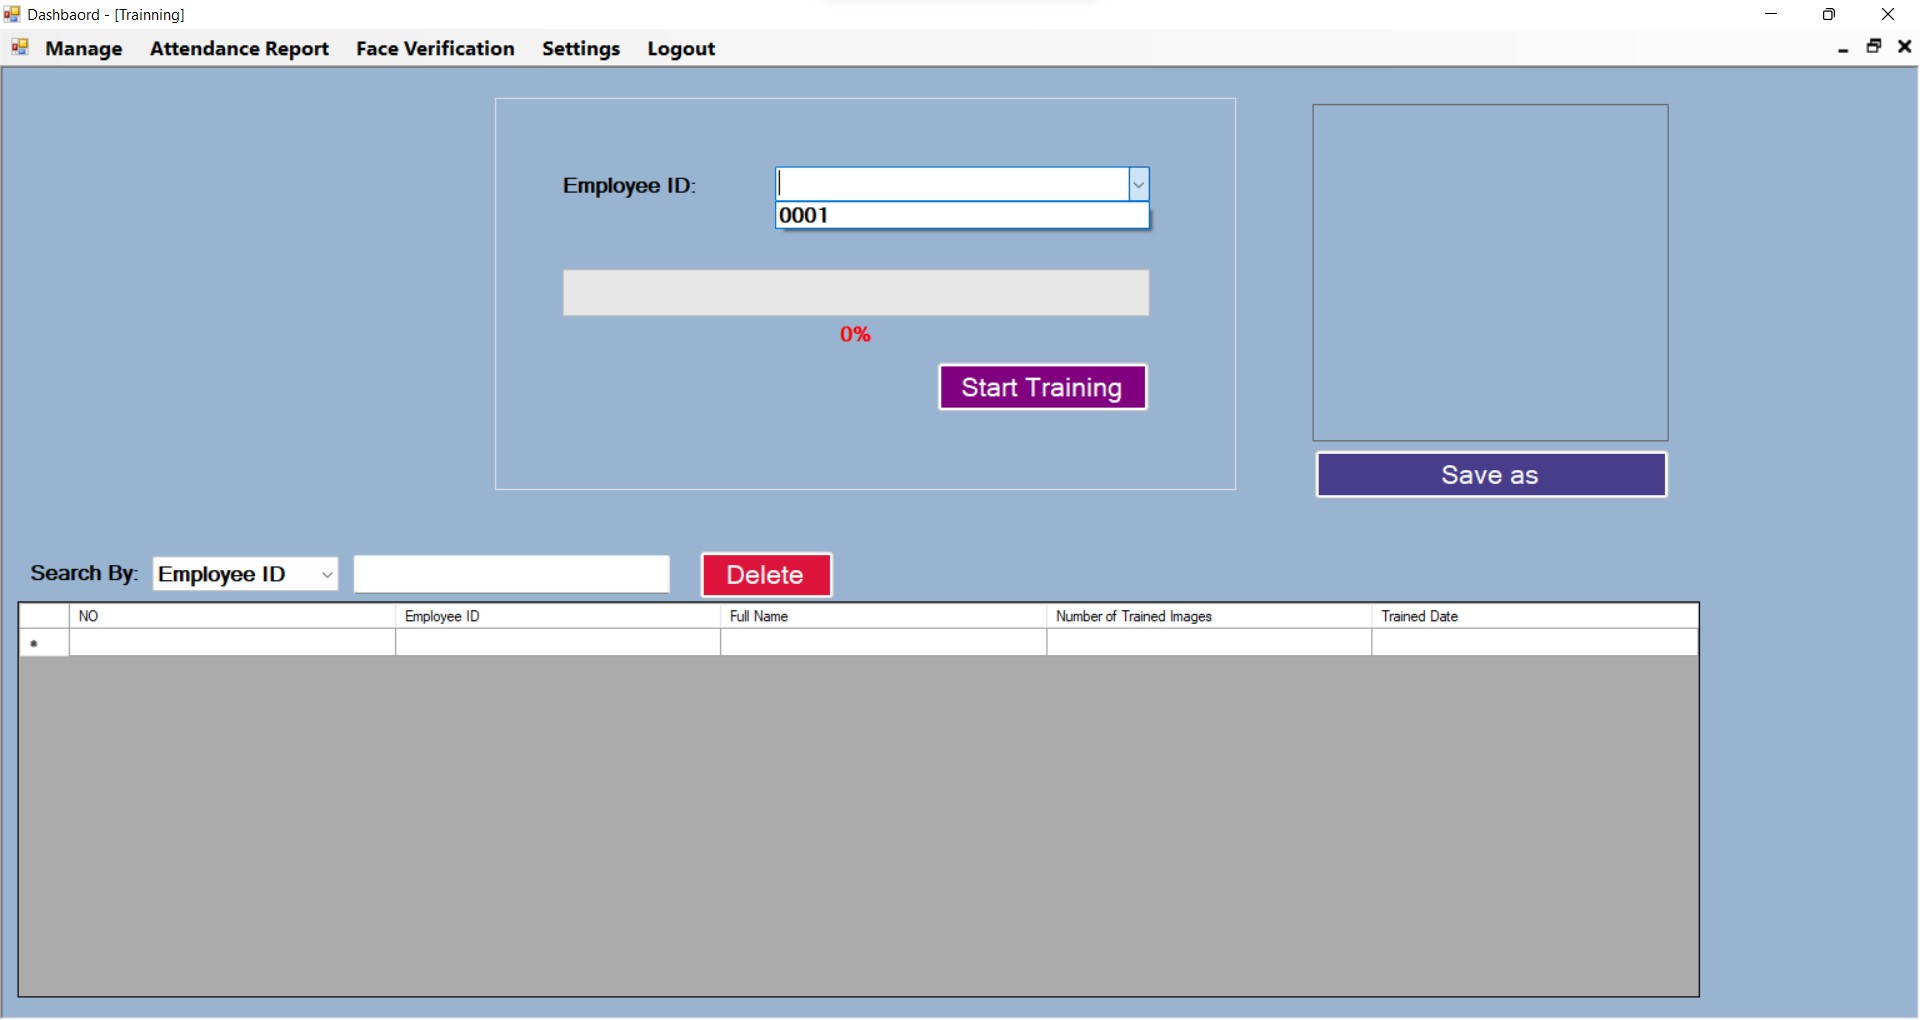 Dashbaord - [Trainning]
Manage Attendance Report Face Verification Settings Logout
Employee ID:
0001
0%
Start Training
Save as
Search By: Employee ID Delete
NO Employee ID Full Name Number of Trained Images Trained Date